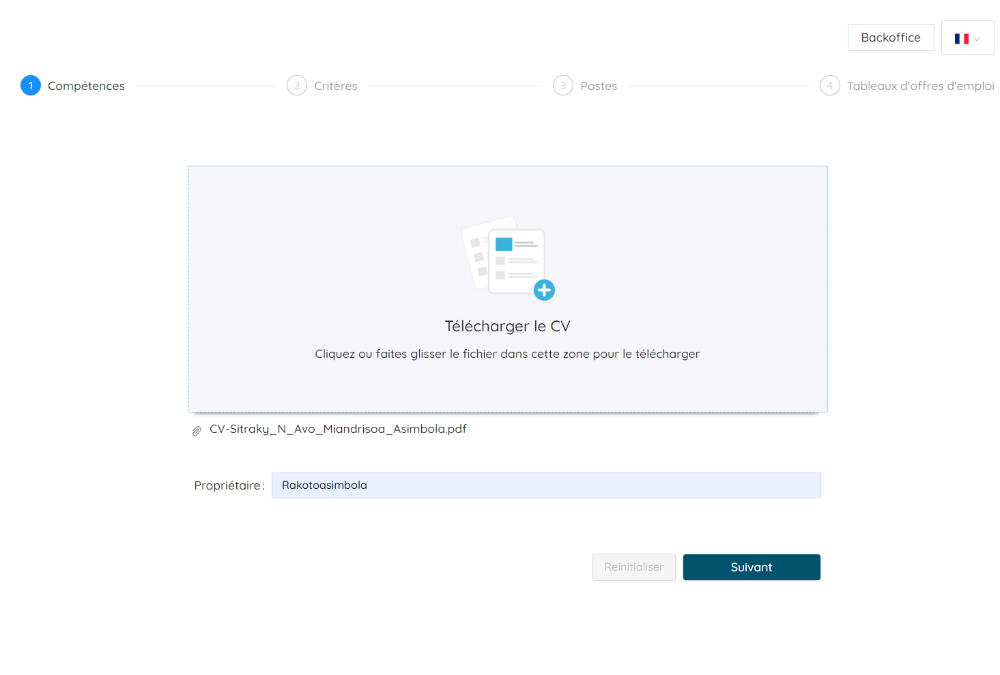 Backoffice
1 Compétences
2 Critères
3 Postes
4 Tableaux d'offres d'emploi
Télécharger le CV
Cliquez ou faites glisser le fichier dans cette zone pour le télécharger
CV-Sitraky_N_Avo_Miandrisoa_Asimbola.pdf
Propriétaire : Rakotoasimbola
Reinitialiser Suivant